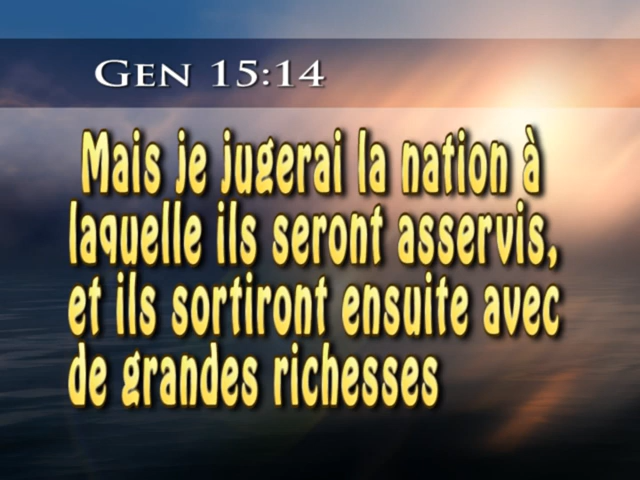 Gen 15:14
Mais je jugerai la nation à
laquelle ils seront asservis,
et ils sortiront ensuite avec
de grandes richesses